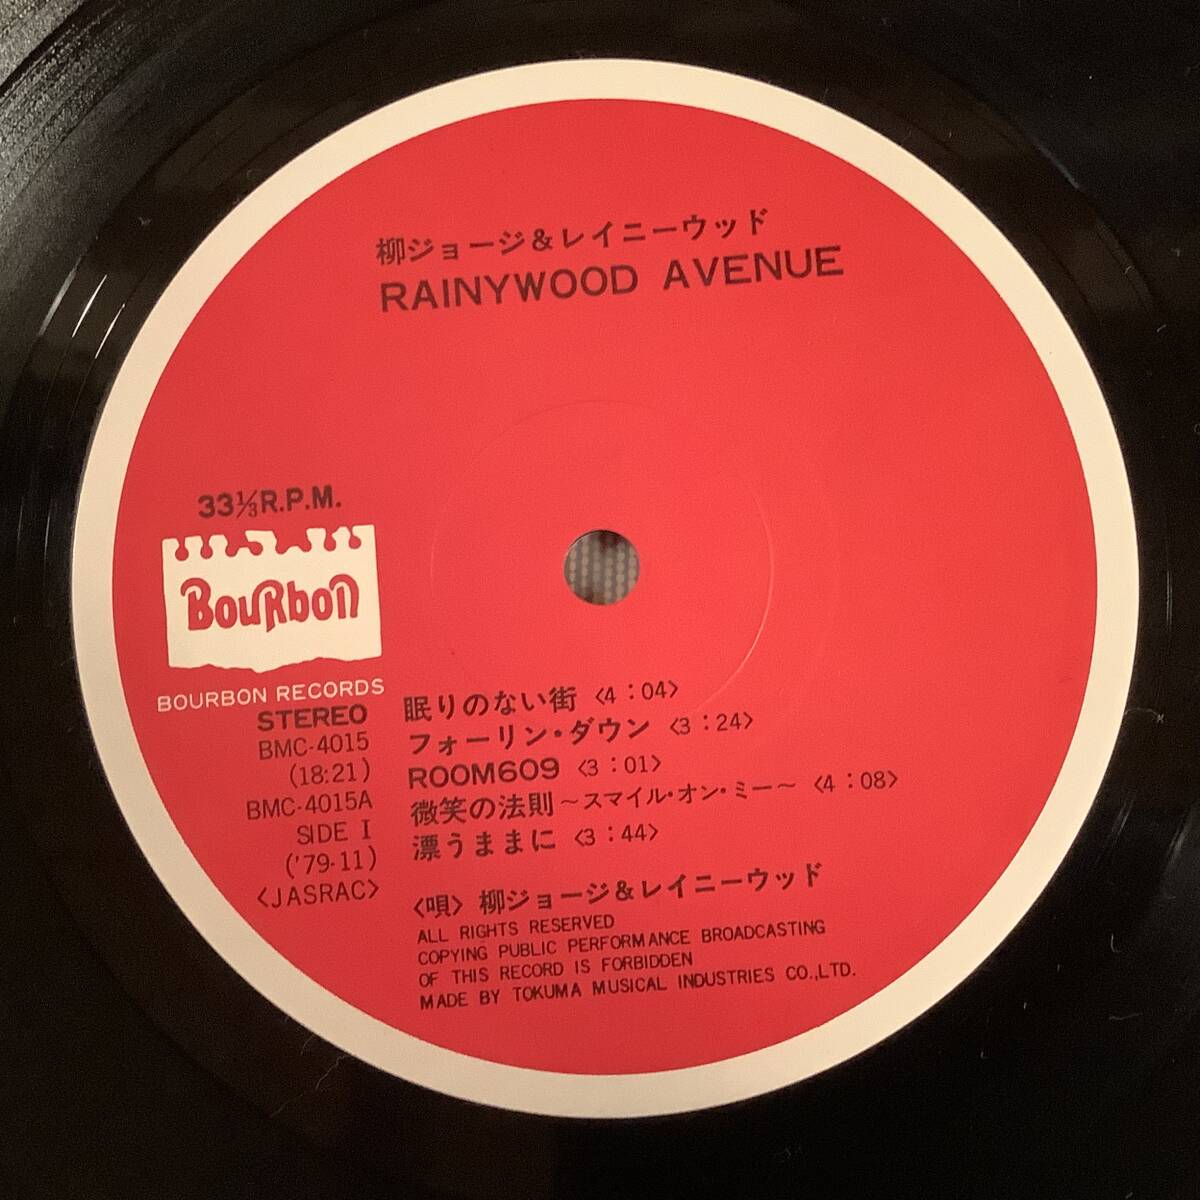 柳ジョージ&レイニーウッド
RAINYWOOD AVENUE
33⅓R.P.M.
BouRbon
BOURBON RECORDS
STEREO
BMC-4015
(18:21)
BMC-4015A
SIDE I
('79・11)
<JASRAC>
眠りのない街 <4:04>
フォーリン・ダウン <3:24>
ROOM609 <3:01>
微笑の法則 〜スマイル・オン・ミー〜 <4:08>
漂うままに <3:44>
<唄> 柳ジョージ&レイニーウッド
ALL RIGHTS RESERVED
COPYING PUBLIC PERFORMANCE BROADCASTING
OF THIS RECORD IS FORBIDDEN
MADE BY TOKUMA MUSICAL INDUSTRIES CO.,LTD.